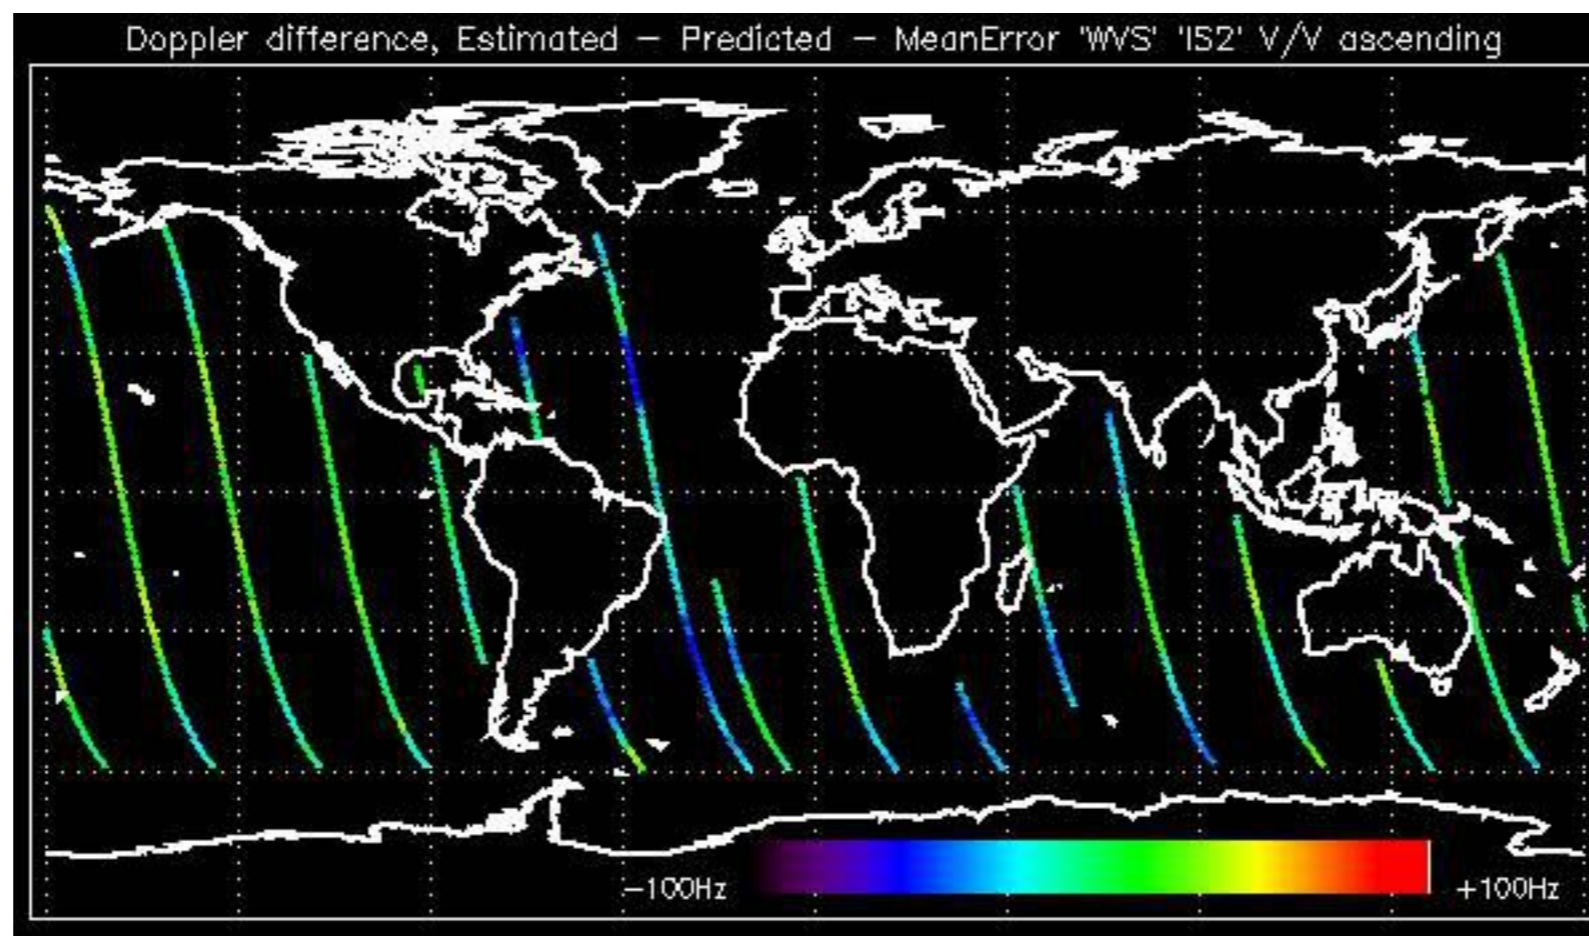 Doppler difference, Estimated − Predicted − MeanError 'WVS' 'IS2' V/V ascending
−100Hz +100Hz